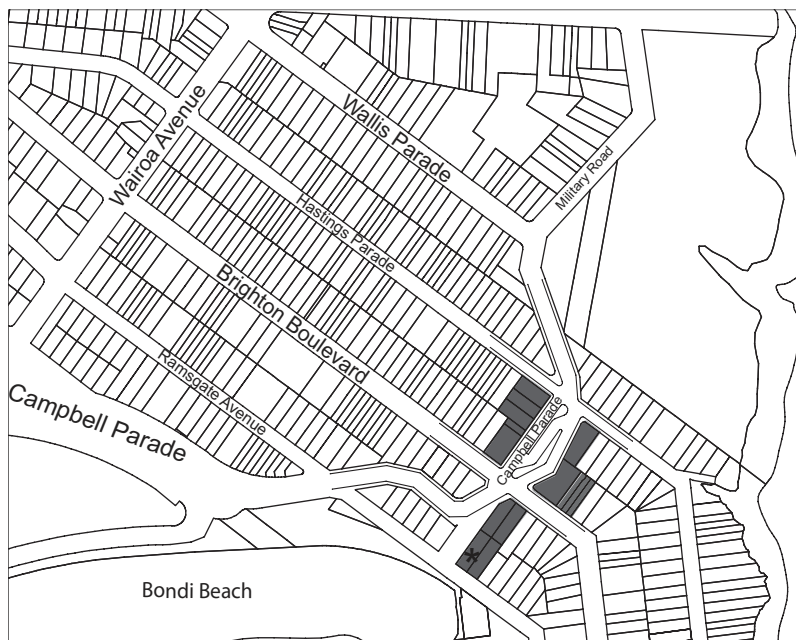 Wallis Parade
Wairoa Avenue
Military Road
Hastings Parade
Brighton Boulevard
Ramsgate Avenue
Campbell Parade
Campbell Parade
*
Bondi Beach